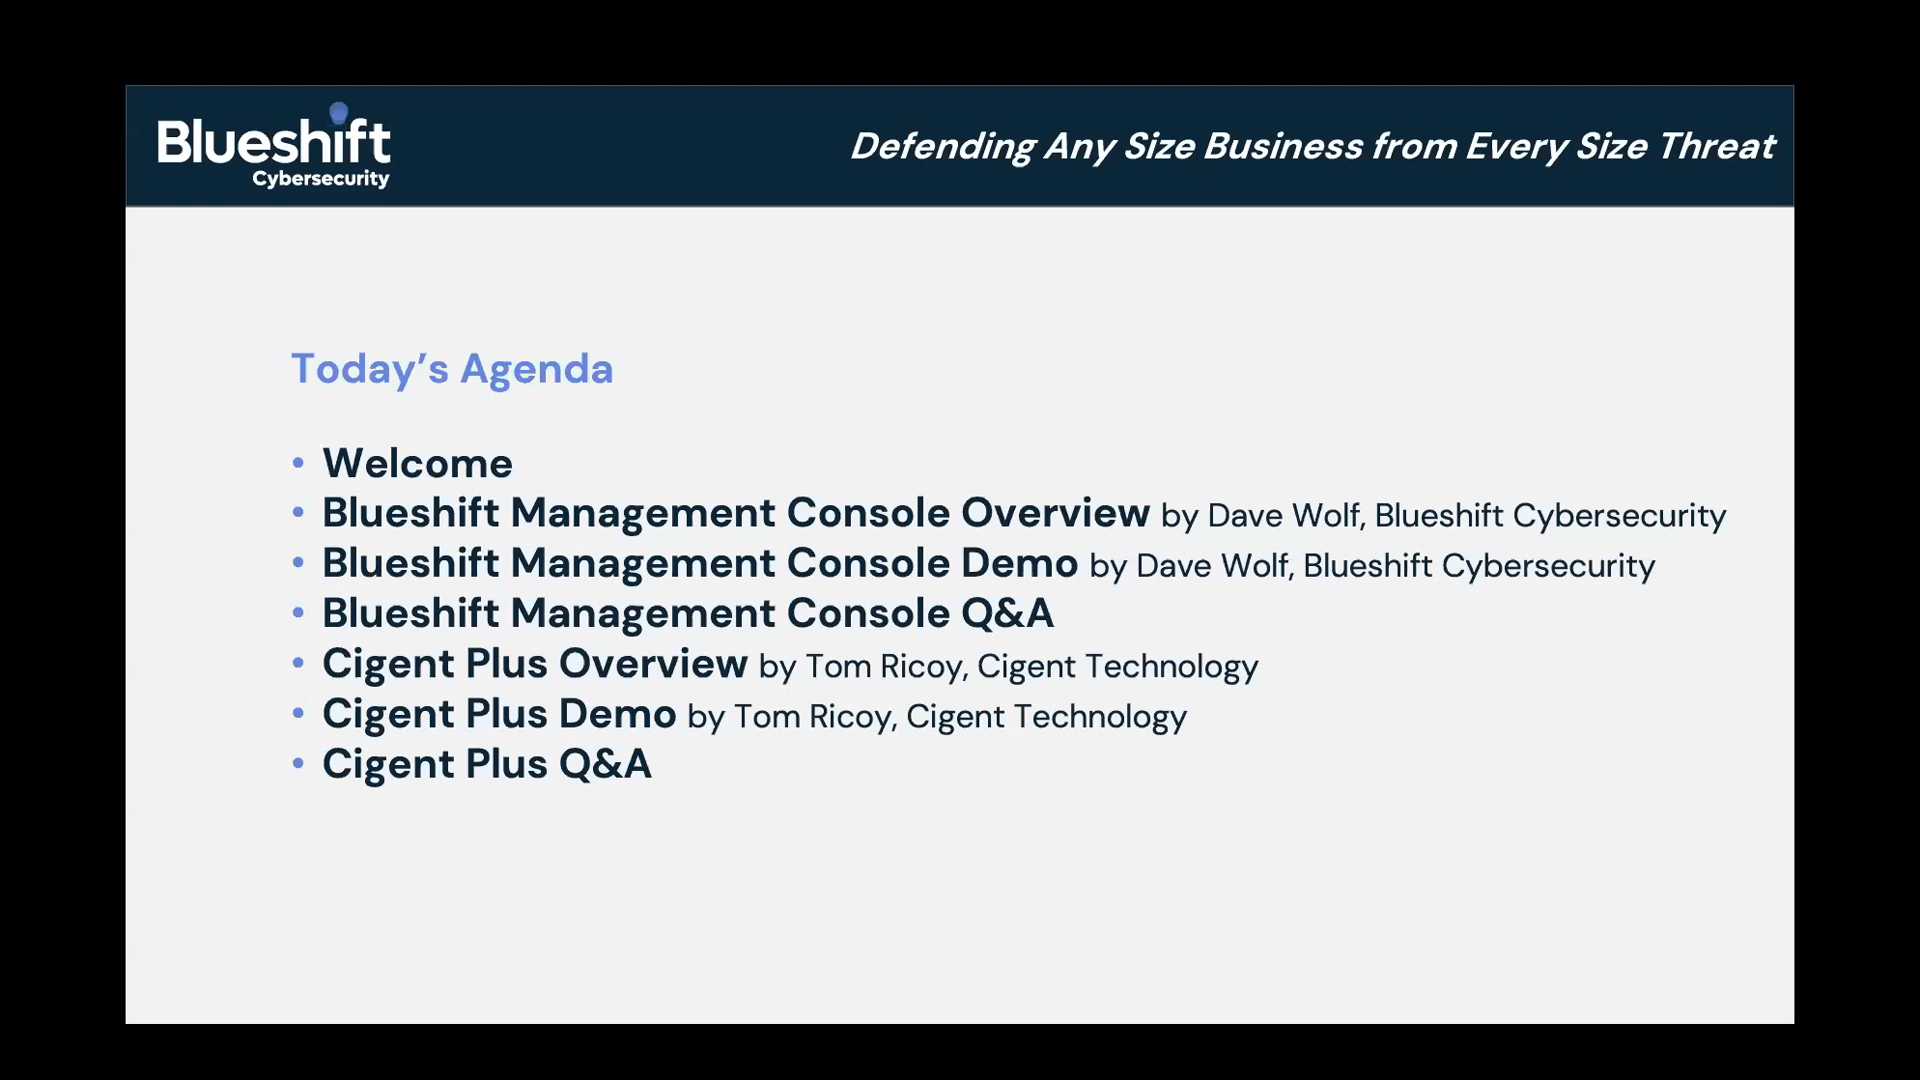 Blueshift
Cybersecurity
Defending Any Size Business from Every Size Threat
Today’s Agenda
• Welcome
• Blueshift Management Console Overview by Dave Wolf, Blueshift Cybersecurity
• Blueshift Management Console Demo by Dave Wolf, Blueshift Cybersecurity
• Blueshift Management Console Q&A
• Cigent Plus Overview by Tom Ricoy, Cigent Technology
• Cigent Plus Demo by Tom Ricoy, Cigent Technology
• Cigent Plus Q&A